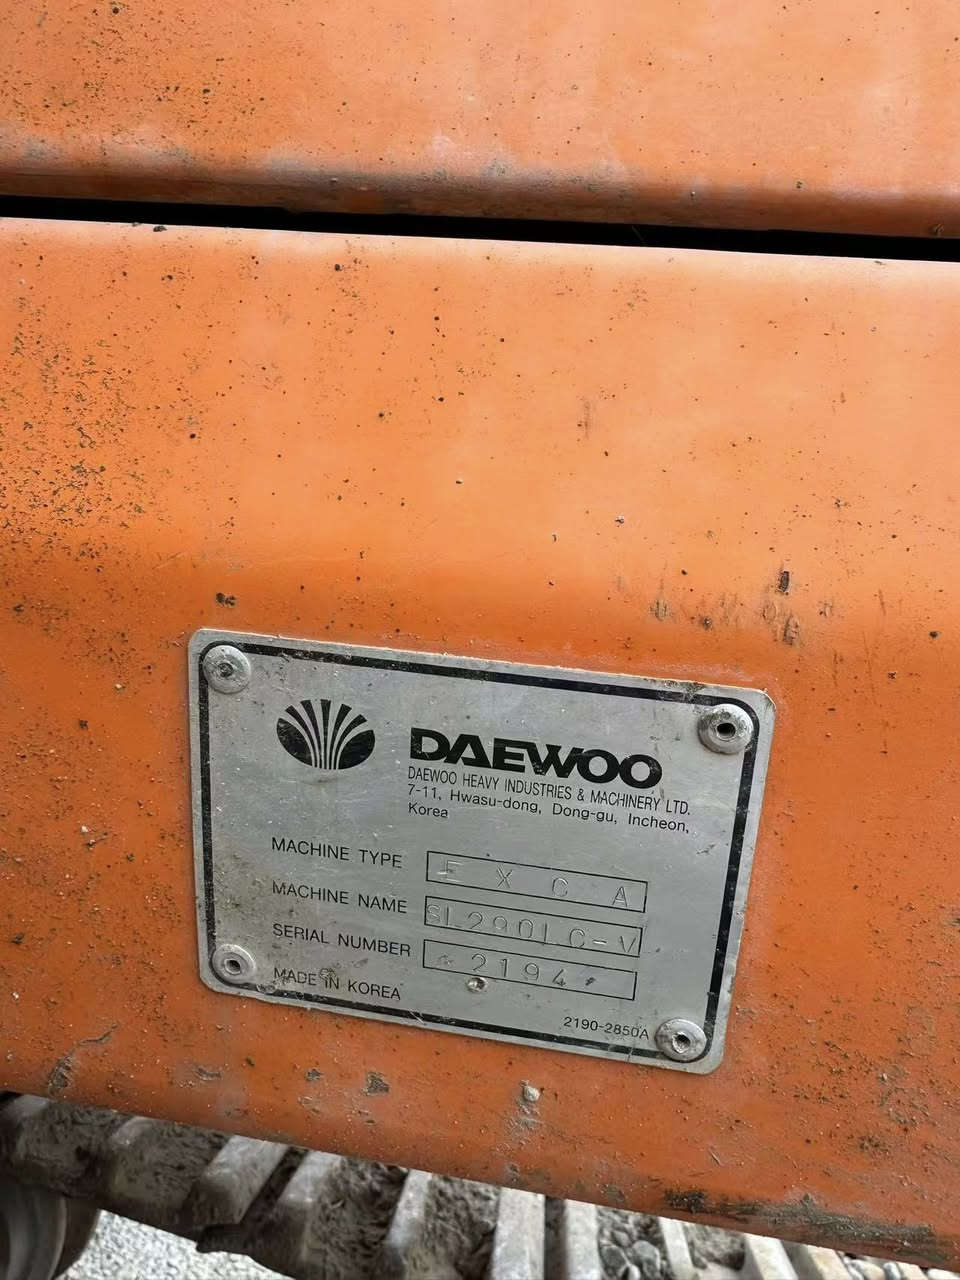 DAEWOO
DAEWOO HEAVY INDUSTRIES & MACHINERY LTD.
7-11, Hwasu-dong, Dong-gu, Incheon,
Korea
MACHINE TYPE EXCA
MACHINE NAME SL290LC-V
SERIAL NUMBER 2194
MADE IN KOREA
2190-2850A